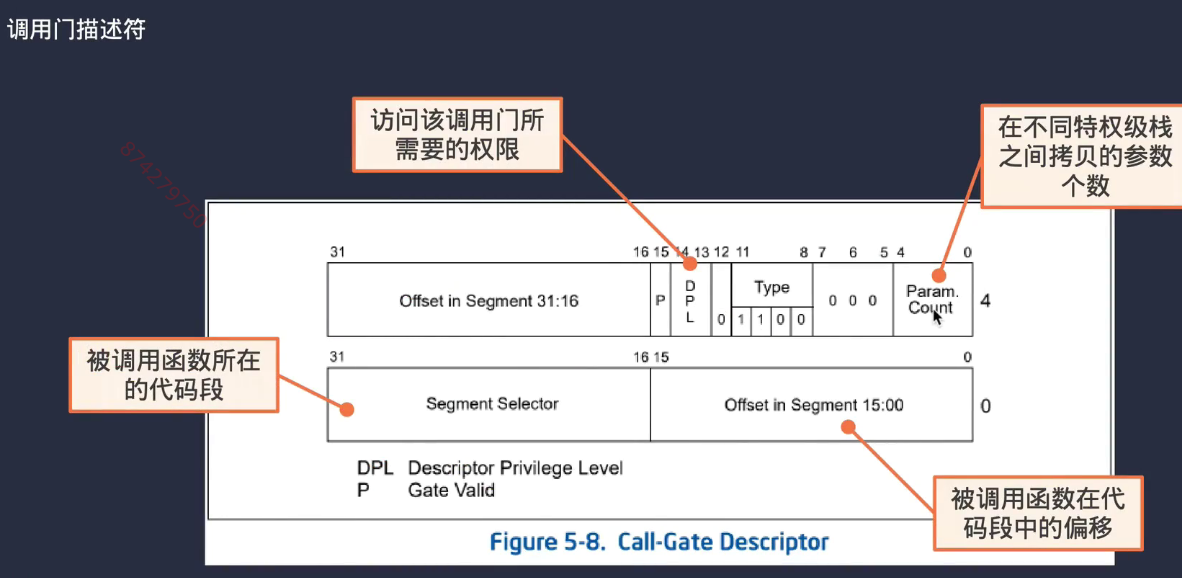 调用门描述符
访问该调用门所
需要的权限
在不同特权级栈
之间拷贝的参数
个数
874279750
31 16 15 14 13 12 11 8 7 6 5 4 0
Offset in Segment 31:16 P D P L 0 Type 1 1 0 0 0 0 0 Param. Count 4
被调用函数所在
的代码段
31 16 15 0
Segment Selector Offset in Segment 15:00 0
DPL Descriptor Privilege Level
P Gate Valid
被调用函数在代
码段中的偏移
Figure 5-8. Call-Gate Descriptor